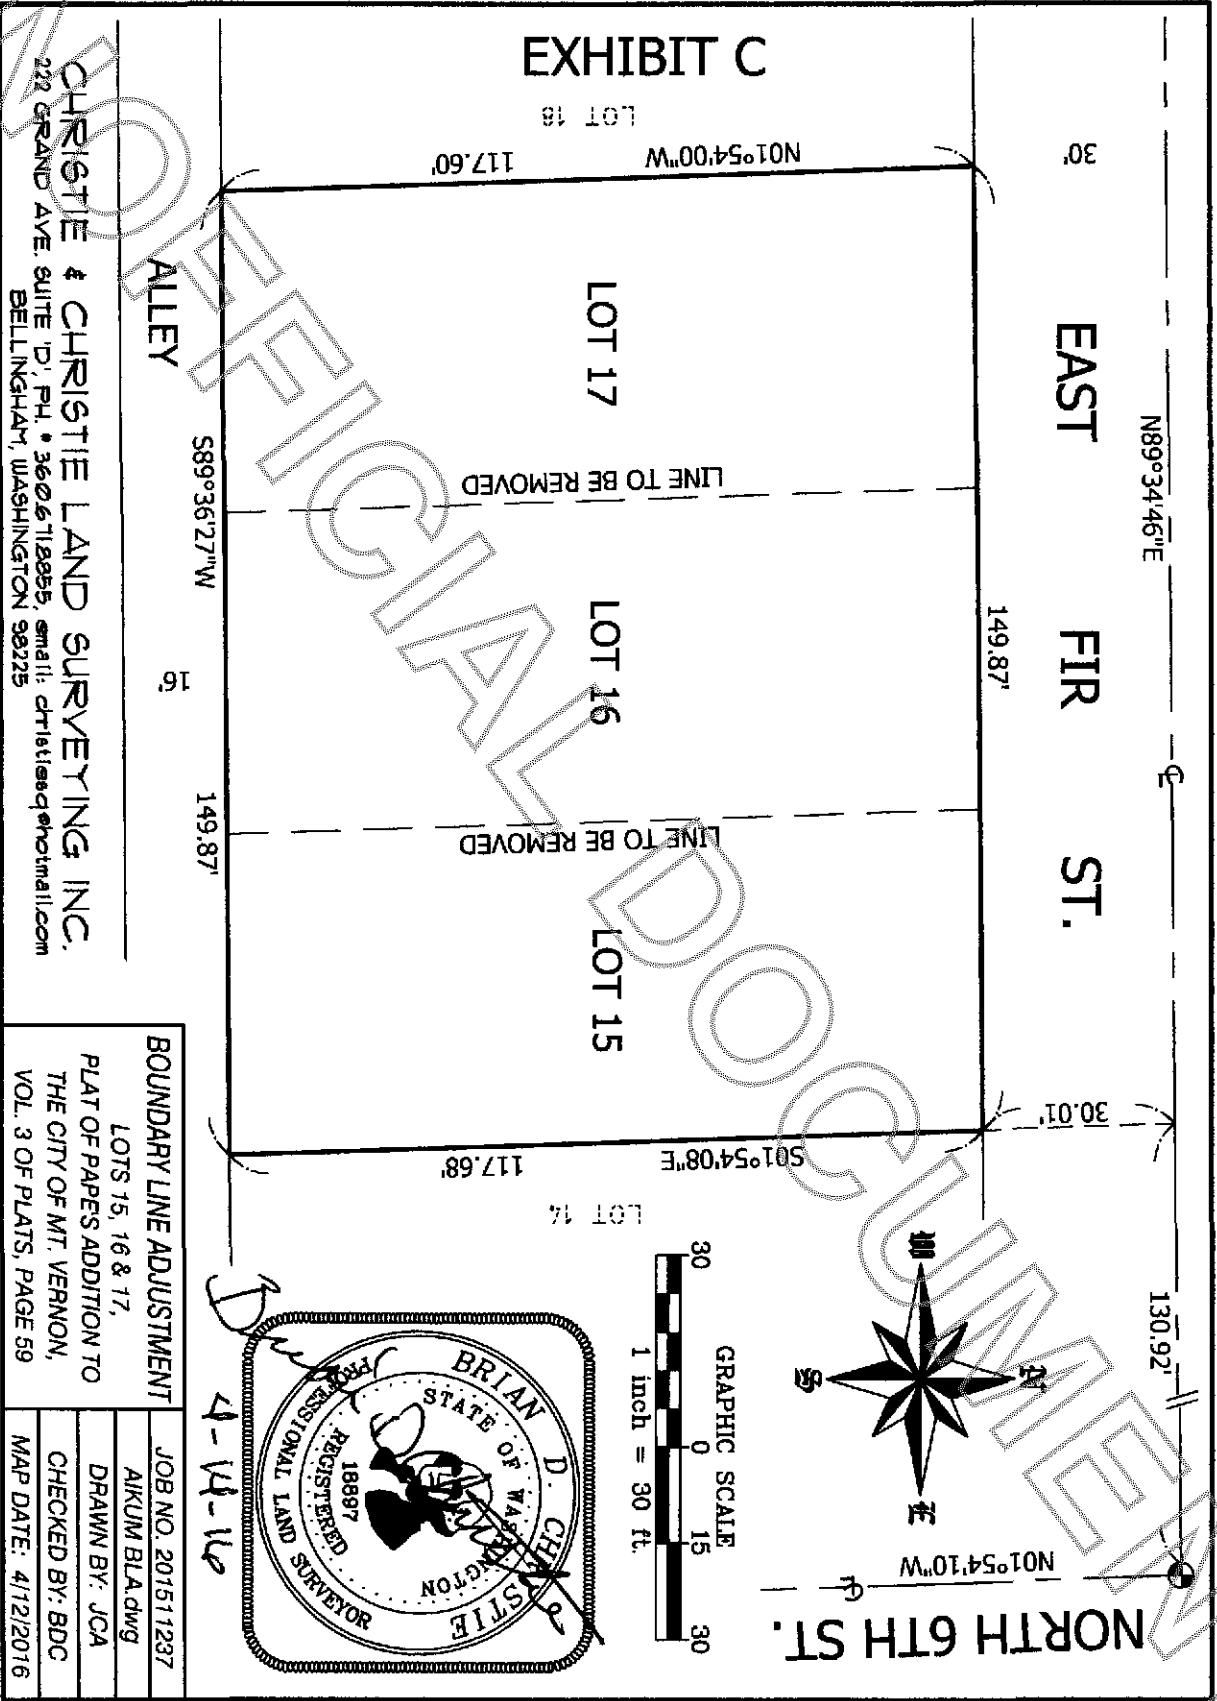 EXHIBIT C
N89°34'46"E
℄
130.92'
30'
EAST FIR ST.
30.01'
149.87'
LOT 18
N01°54'00"W 117.60'
LOT 17
LINE TO BE REMOVED
LOT 16
LINE TO BE REMOVED
LOT 15
S01°54'08"E 117.68'
LOT 14
S89°36'27"W 149.87'
ALLEY
16'
NORTH 6TH ST.
N01°54'10"W
℄
N
W
E
S
GRAPHIC SCALE
30 0 15 30
1 inch = 30 ft.
BRIAN D. CHRISTIE
STATE OF WASHINGTON
18897
REGISTERED
PROFESSIONAL LAND SURVEYOR
4-14-16
CHRISTIE & CHRISTIE LAND SURVEYING INC.
222 GRAND AVE. SUITE 'D', PH. # 360.671.8855, email: christiesq@hotmail.com
BELLINGHAM, WASHINGTON 98225
BOUNDARY LINE ADJUSTMENT
LOTS 15, 16 & 17,
PLAT OF PAPE'S ADDITION TO
THE CITY OF MT. VERNON,
VOL. 3 OF PLATS, PAGE 59
JOB NO. 201511237
AIKUM BLA.dwg
DRAWN BY: JCA
CHECKED BY: BDC
MAP DATE: 4/12/2016
UNOFFICIAL DOCUMENT